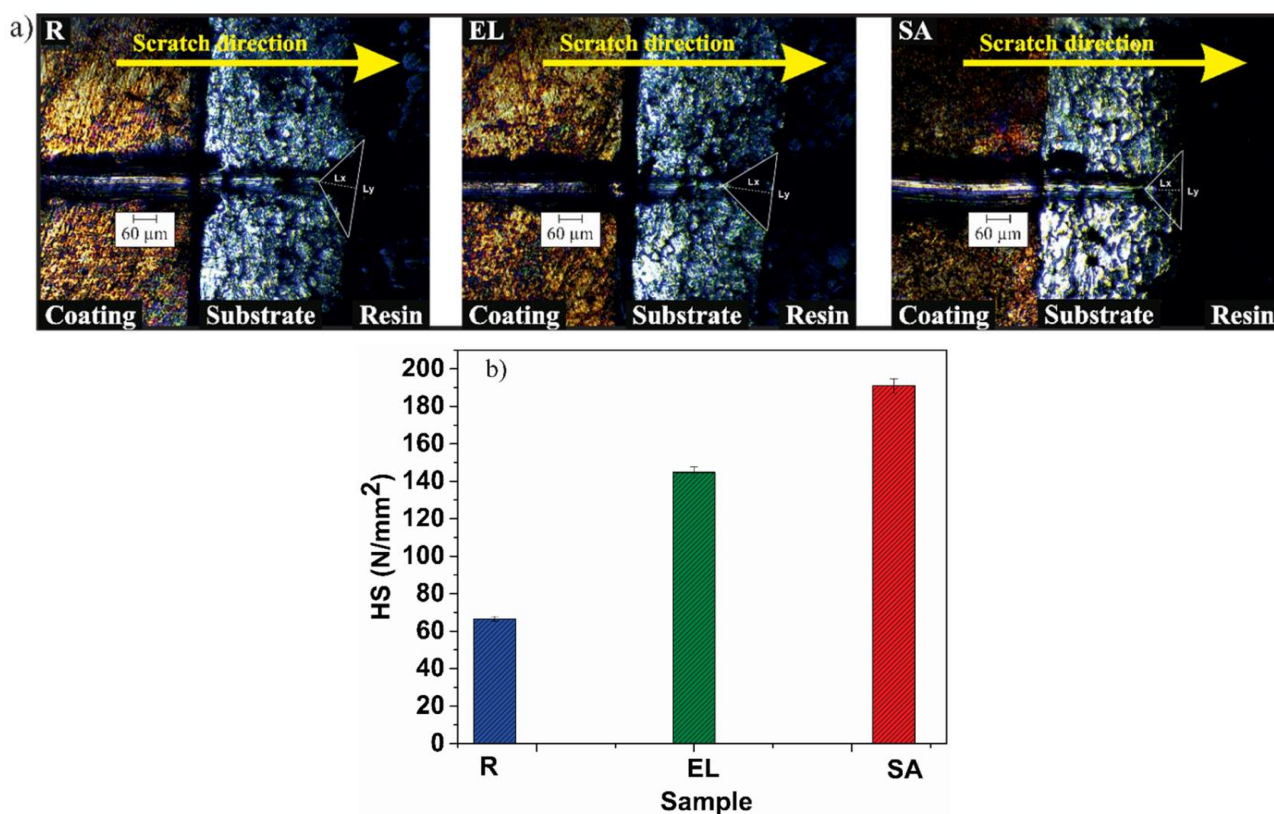 a)
R
Scratch direction
Lx
Ly
60 µm
Coating
Substrate
Resin
EL
Scratch direction
Lx
Ly
60 µm
Coating
Substrate
Resin
SA
Scratch direction
Lx
Ly
60 µm
Coating
Substrate
Resin
b)
HS (N/mm²)
200
180
160
140
120
100
80
60
40
20
0
R
EL
SA
Sample